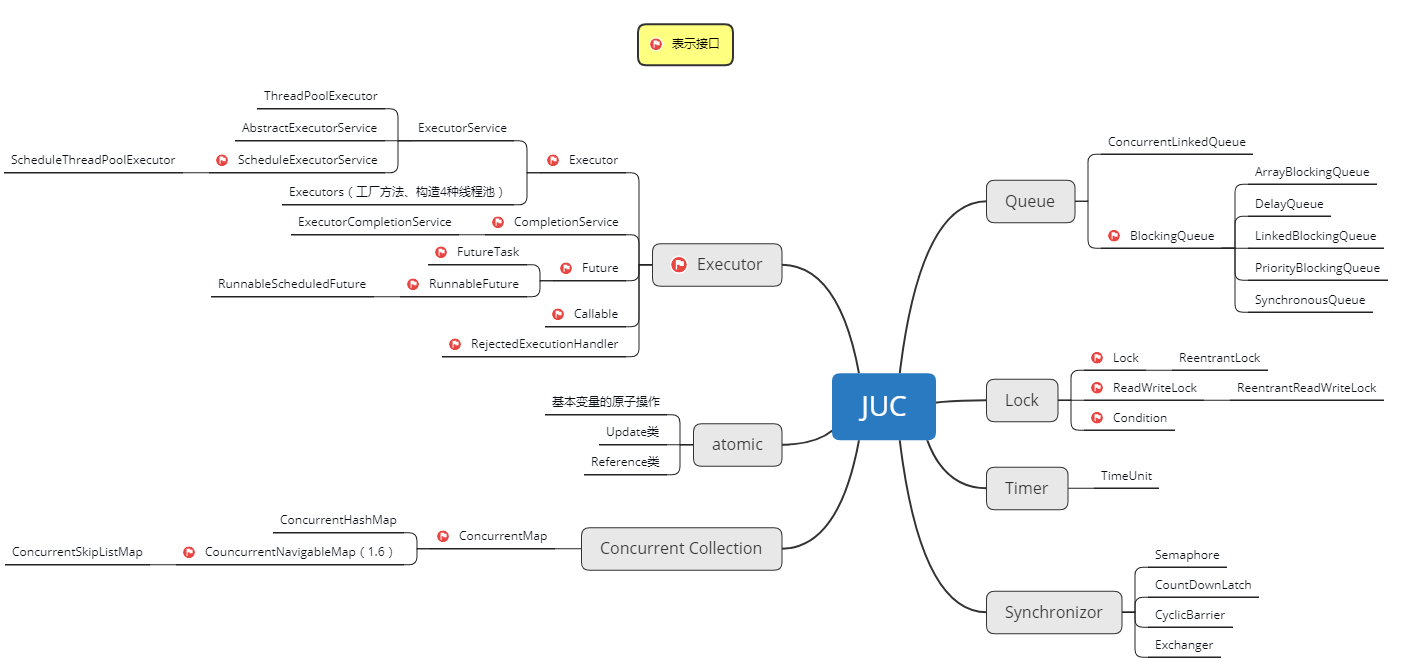 表示接口
ThreadPoolExecutor
AbstractExecutorService
ExecutorService
ScheduleThreadPoolExecutor
ScheduleExecutorService
Executor
Executors（工厂方法、构造4种线程池）
ExecutorCompletionService
CompletionService
FutureTask
Future
RunnableScheduledFuture
RunnableFuture
Callable
RejectedExecutionHandler
Executor
基本变量的原子操作
Update类
Reference类
atomic
ConcurrentHashMap
ConcurrentMap
ConcurrentSkipListMap
CouncurrentNavigableMap（1.6）
Concurrent Collection
JUC
Queue
ConcurrentLinkedQueue
BlockingQueue
ArrayBlockingQueue
DelayQueue
LinkedBlockingQueue
PriorityBlockingQueue
SynchronousQueue
Lock
Lock
ReentrantLock
ReadWriteLock
ReentrantReadWriteLock
Condition
Timer
TimeUnit
Synchronizor
Semaphore
CountDownLatch
CyclicBarrier
Exchanger